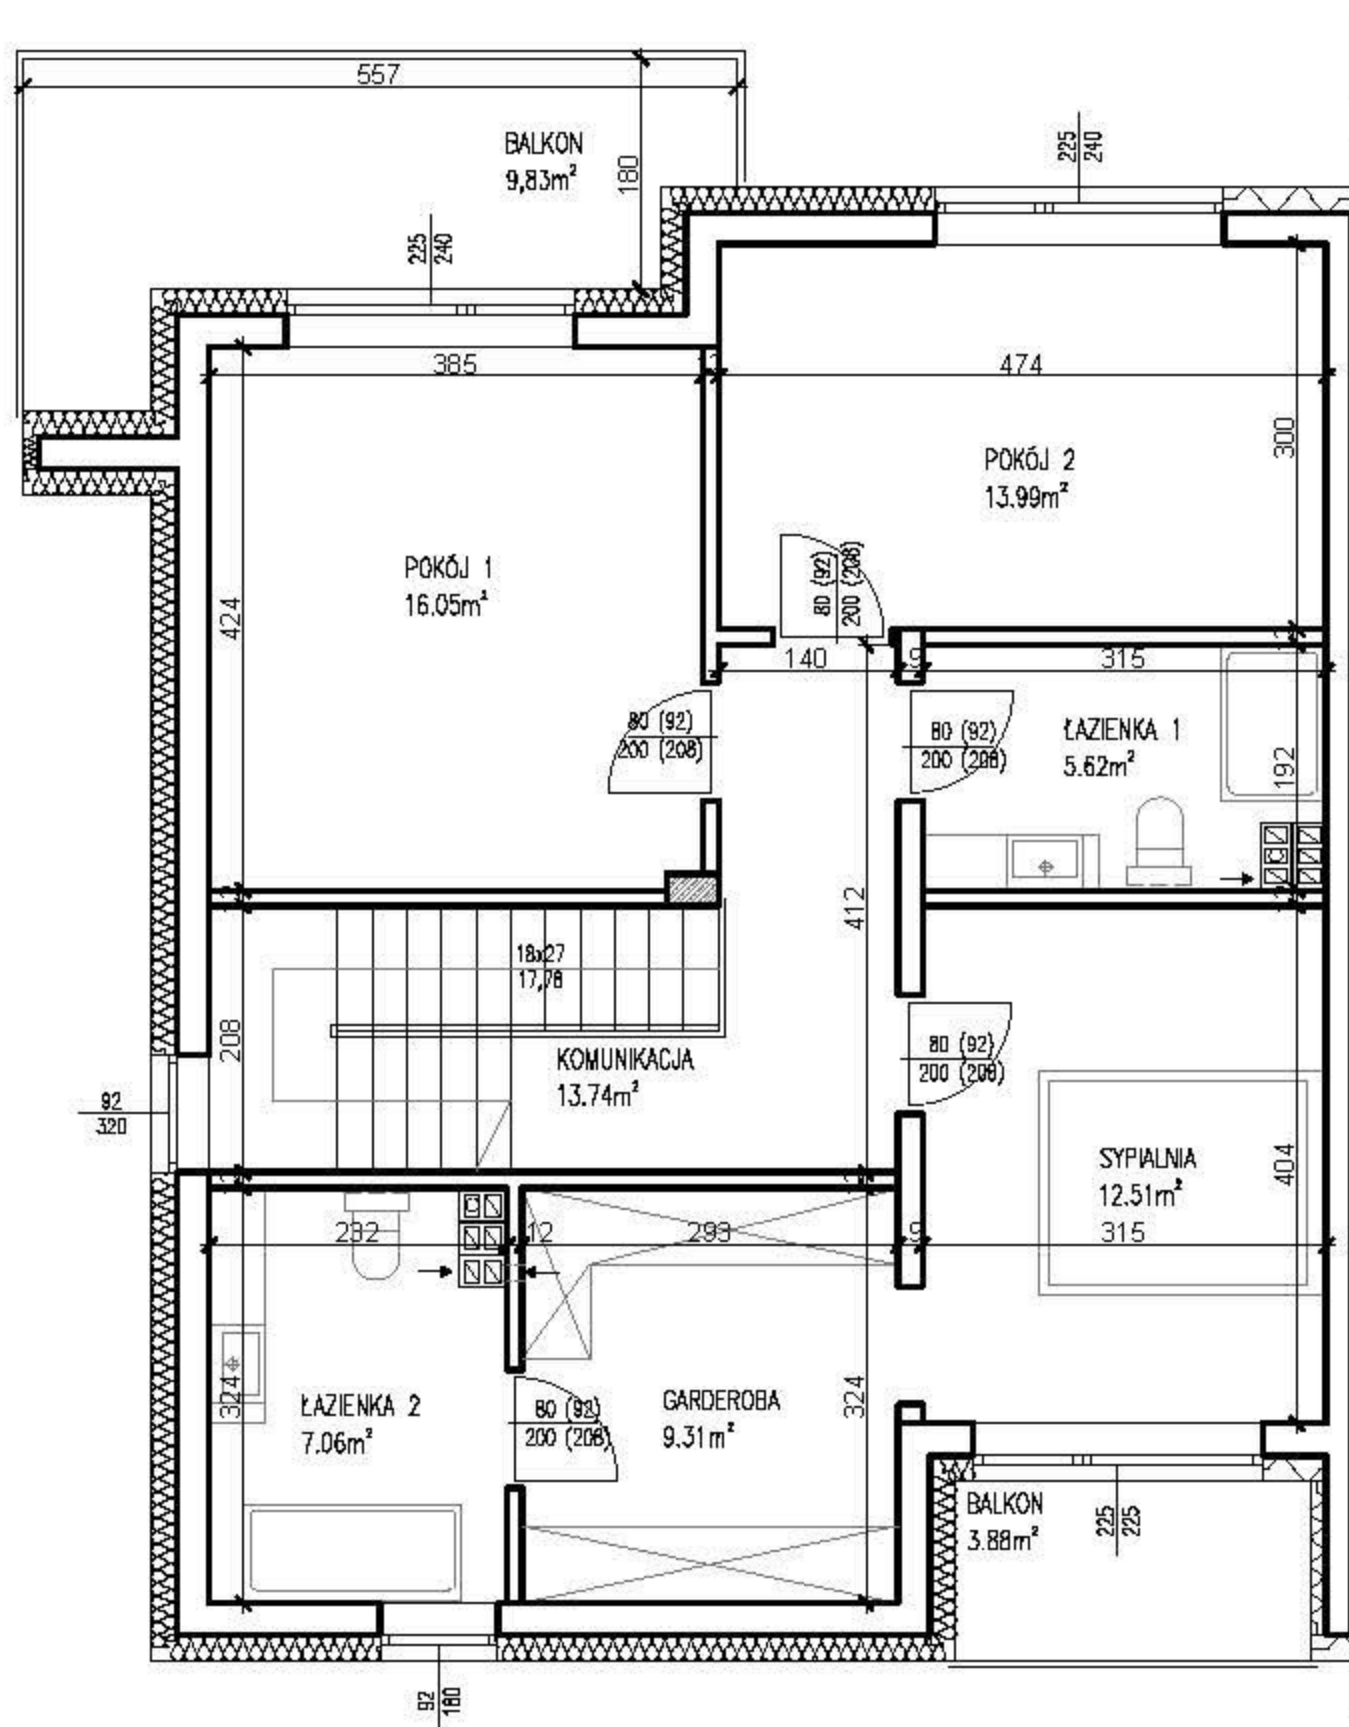 557
BALKON
9,83m²
180
225
240
225
240
385
474
POKÓJ 2
13.99m²
300
POKÓJ 1
16.05m²
424
80 (92)
200 (208)
140
9
315
80 (92)
200 (208)
80 (92)
200 (208)
ŁAZIENKA 1
5.62m²
192
412
18x27
17,78
208
KOMUNIKACJA
13.74m²
80 (92)
200 (208)
92
320
SYPIALNIA
12.51m²
404
232
12
293
9
315
324
ŁAZIENKA 2
7.06m²
80 (92)
200 (208)
GARDEROBA
9.31m²
324
BALKON
3.88m²
225
225
92
180